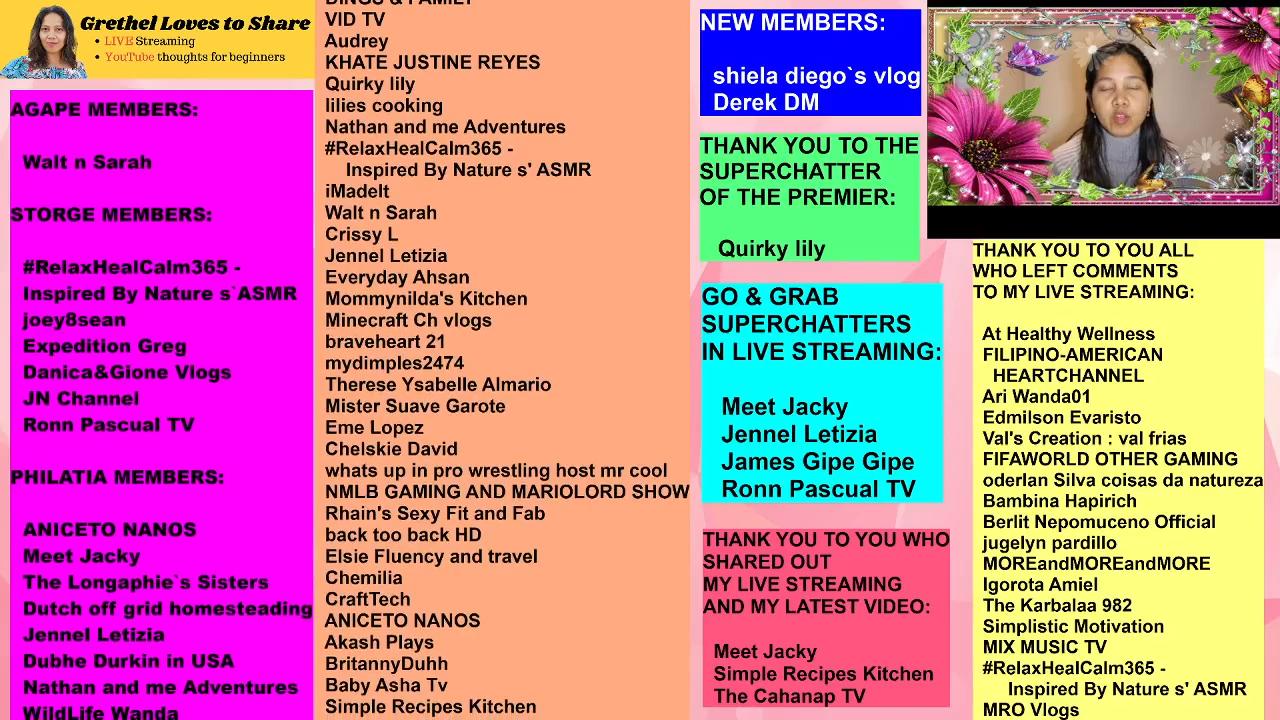 Grethel Loves to Share
• LIVE Streaming
• YouTube thoughts for beginners
AGAPE MEMBERS:
Walt n Sarah
STORGE MEMBERS:
#RelaxHealCalm365 -
Inspired By Nature s`ASMR
joey8sean
Expedition Greg
Danica&Gione Vlogs
JN Channel
Ronn Pascual TV
PHILATIA MEMBERS:
ANICETO NANOS
Meet Jacky
The Longaphie`s Sisters
Dutch off grid homesteading
Jennel Letizia
Dubhe Durkin in USA
Nathan and me Adventures
WildLife Wanda
DINGS & FAMILY
VID TV
Audrey
KHATE JUSTINE REYES
Quirky lily
lilies cooking
Nathan and me Adventures
#RelaxHealCalm365 -
Inspired By Nature s' ASMR
iMadeIt
Walt n Sarah
Crissy L
Jennel Letizia
Everyday Ahsan
Mommynilda's Kitchen
Minecraft Ch vlogs
braveheart 21
mydimples2474
Therese Ysabelle Almario
Mister Suave Garote
Eme Lopez
Chelskie David
whats up in pro wrestling host mr cool
NMLB GAMING AND MARIOLORD SHOW
Rhain's Sexy Fit and Fab
back too back HD
Elsie Fluency and travel
Chemilia
CraftTech
ANICETO NANOS
Akash Plays
BritannyDuhh
Baby Asha Tv
Simple Recipes Kitchen
NEW MEMBERS:
shiela diego`s vlog
Derek DM
THANK YOU TO THE
SUPERCHATTER
OF THE PREMIER:
Quirky lily
GO & GRAB
SUPERCHATTERS
IN LIVE STREAMING:
Meet Jacky
Jennel Letizia
James Gipe Gipe
Ronn Pascual TV
THANK YOU TO YOU WHO
SHARED OUT
MY LIVE STREAMING
AND MY LATEST VIDEO:
Meet Jacky
Simple Recipes Kitchen
The Cahanap TV
THANK YOU TO YOU ALL
WHO LEFT COMMENTS
TO MY LIVE STREAMING:
At Healthy Wellness
FILIPINO-AMERICAN
HEARTCHANNEL
Ari Wanda01
Edmilson Evaristo
Val's Creation : val frias
FIFAWORLD OTHER GAMING
oderlan Silva coisas da natureza
Bambina Hapirich
Berlit Nepomuceno Official
jugelyn pardillo
MOREandMOREandMORE
Igorota Amiel
The Karbalaa 982
Simplistic Motivation
MIX MUSIC TV
#RelaxHealCalm365 -
Inspired By Nature s' ASMR
MRO Vlogs